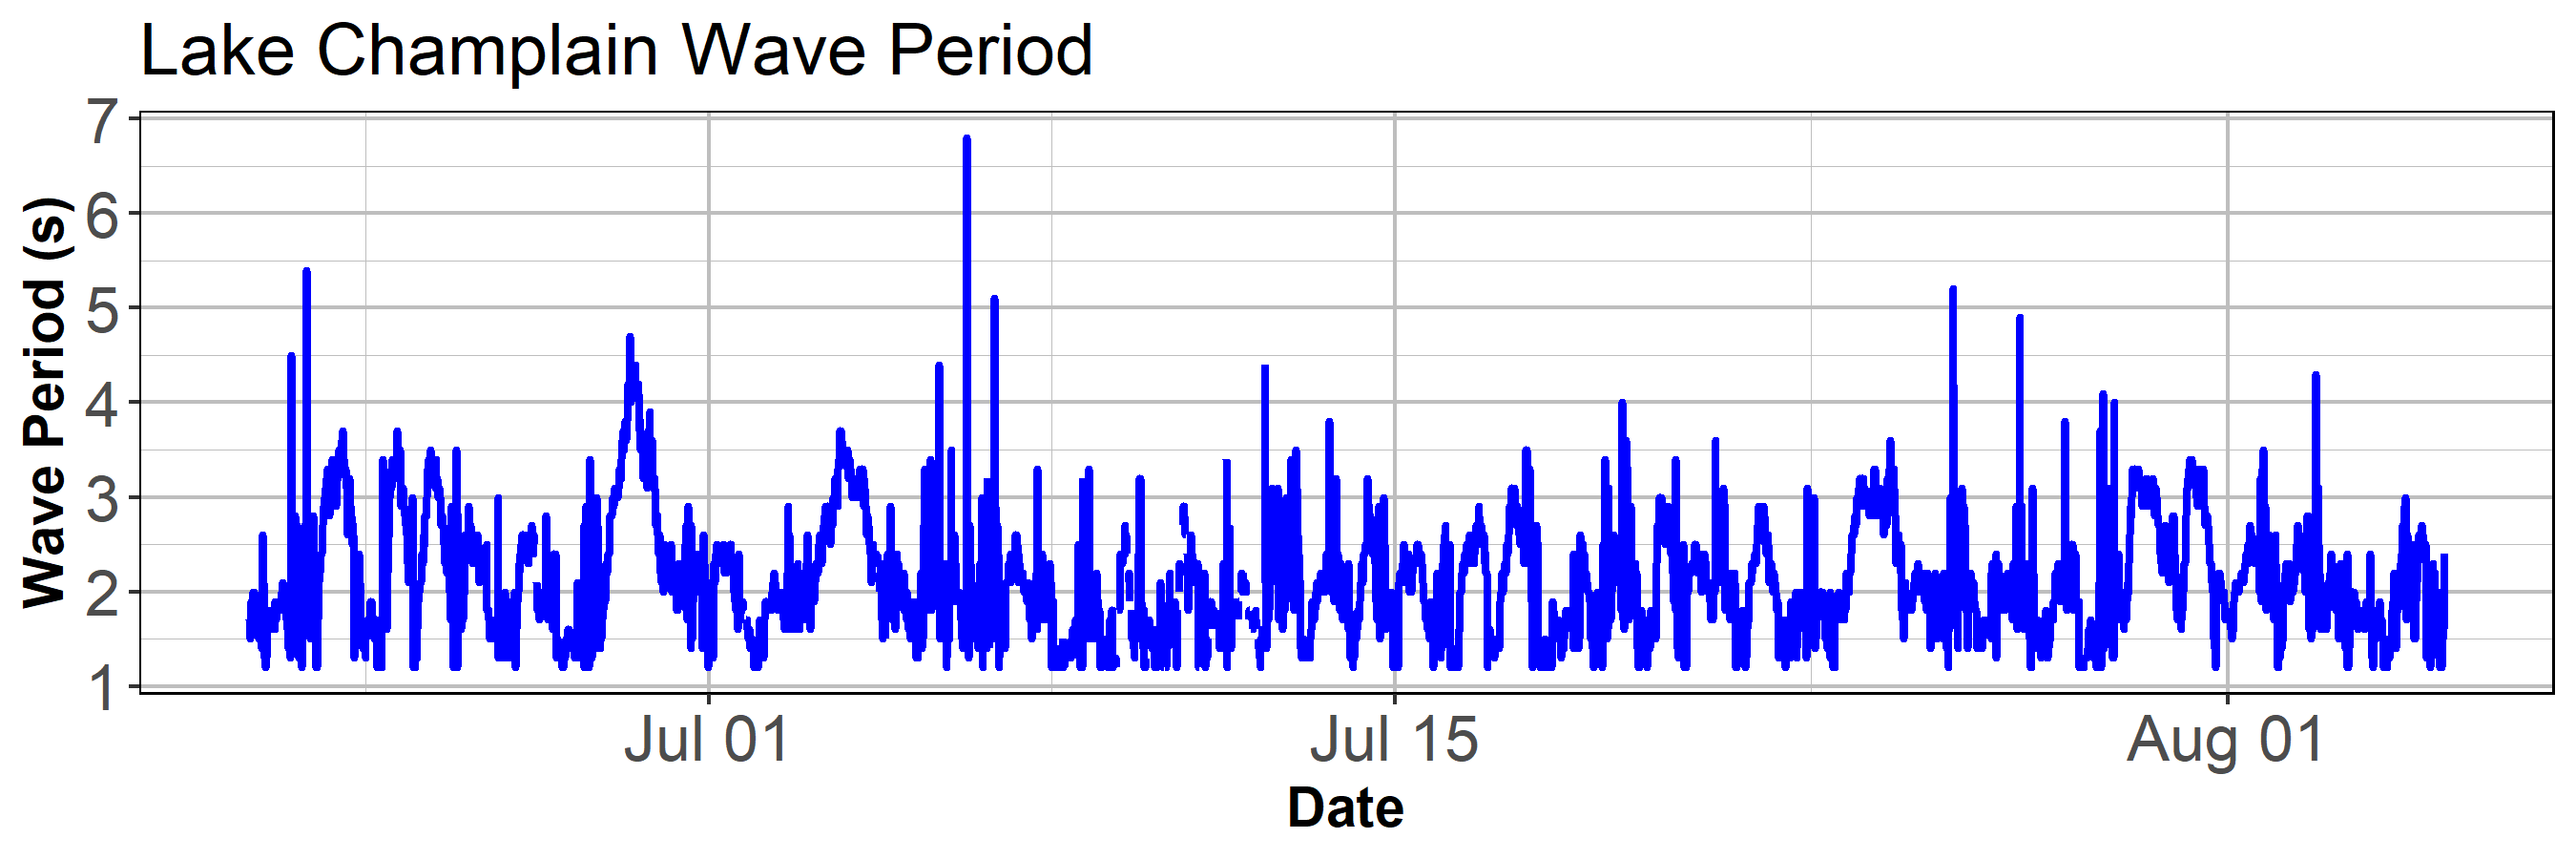 Lake Champlain Wave Period
Wave Period (s)
7
6
5
4
3
2
1
Jul 01
Jul 15
Aug 01
Date